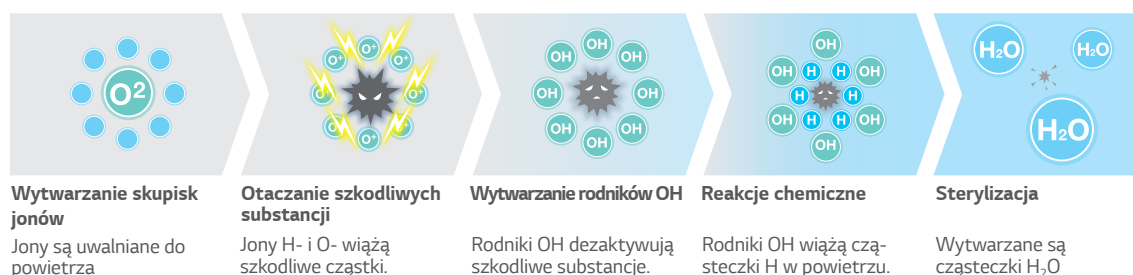 O²
O⁺ O⁺ O⁺ O⁺ O⁺ O⁺ O⁺ O⁺
OH OH OH OH OH OH OH OH
OH OH OH OH OH OH H H H H H H
H₂O H₂O H₂O
Wytwarzanie skupisk
jonów
Jony są uwalniane do
powietrza
Otaczanie szkodliwych
substancji
Jony H- i O- wiążą
szkodliwe cząstki.
Wytwarzanie rodników OH
Rodniki OH dezaktywują
szkodliwe substancje.
Reakcje chemiczne
Rodniki OH wiążą czą-
steczki H w powietrzu.
Sterylizacja
Wytwarzane są
cząsteczki H₂O